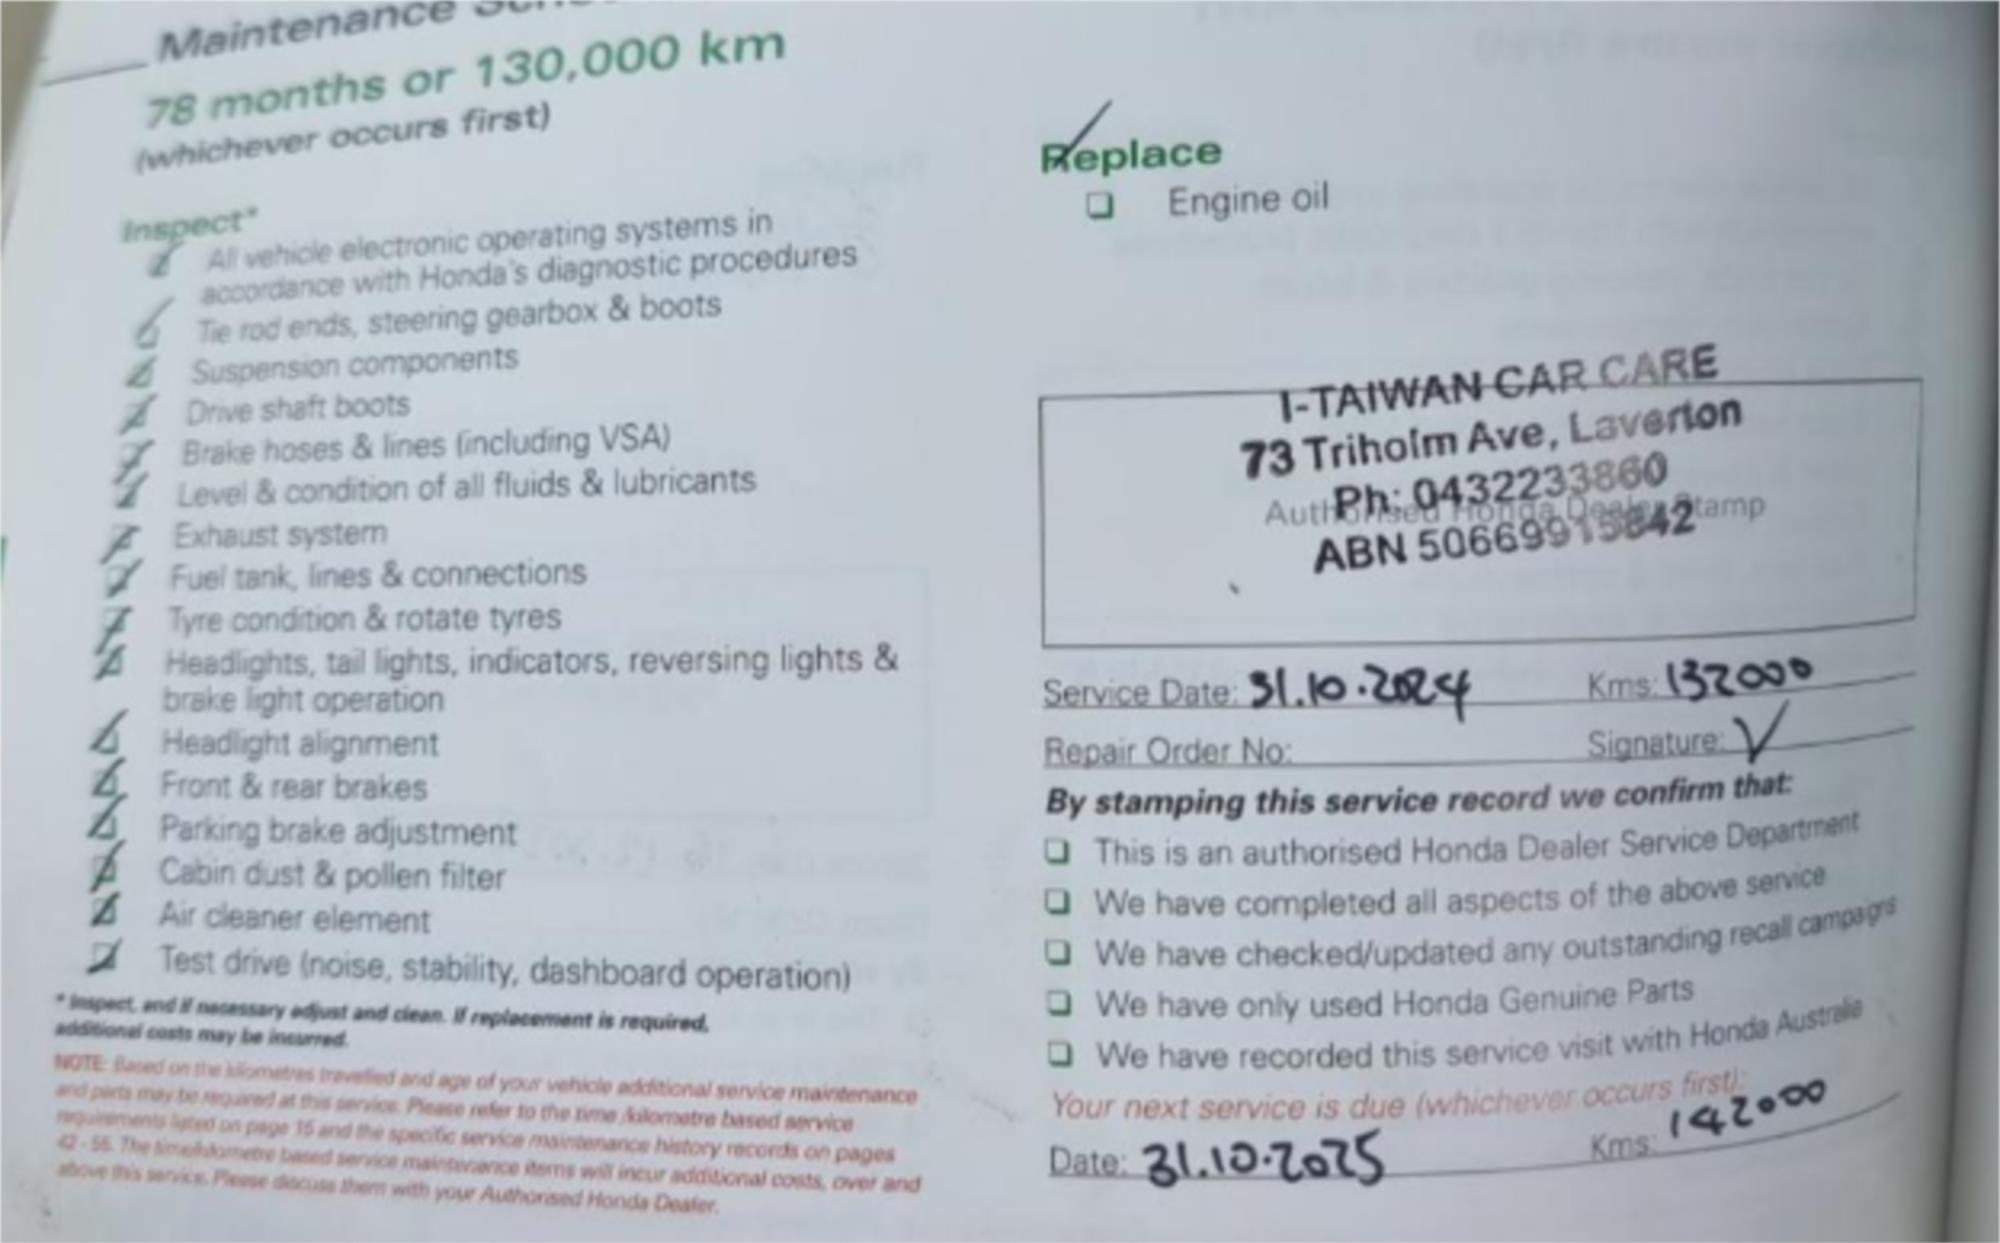 Maintenance
78 months or 130,000 km
(whichever occurs first)
Inspect*
All vehicle electronic operating systems in
accordance with Honda's diagnostic procedures
Tie rod ends, steering gearbox & boots
Suspension components
Drive shaft boots
Brake hoses & lines (including VSA)
Level & condition of all fluids & lubricants
Exhaust system
Fuel tank, lines & connections
Tyre condition & rotate tyres
Headlights, tail lights, indicators, reversing lights &
brake light operation
Headlight alignment
Front & rear brakes
Parking brake adjustment
Cabin dust & pollen filter
Air cleaner element
Test drive (noise, stability, dashboard operation)
* Inspect, and if necessary adjust and clean. If replacement is required,
additional costs may be incurred.
NOTE: Based on the kilometres travelled and age of your vehicle additional service maintenance
and parts may be required at this service. Please refer to the time /kilometre based service
requirements listed on page 15 and the specific service maintenance history records on pages
42 - 55. The time/kilometre based service maintenance items will incur additional costs, over and
above this service. Please discuss them with your Authorised Honda Dealer.
Replace
Engine oil
I-TAIWAN CAR CARE
73 Triholm Ave, Laverton
Ph: 0432233860
Authorised Honda Dealer Stamp
ABN 50669915842
Service Date: 31.10.2024 Kms: 132000
Repair Order No: Signature:
By stamping this service record we confirm that:
This is an authorised Honda Dealer Service Department
We have completed all aspects of the above service
We have checked/updated any outstanding recall campaigns
We have only used Honda Genuine Parts
We have recorded this service visit with Honda Australia
Your next service is due (whichever occurs first):
Date: 31.10.2025 Kms: 142000